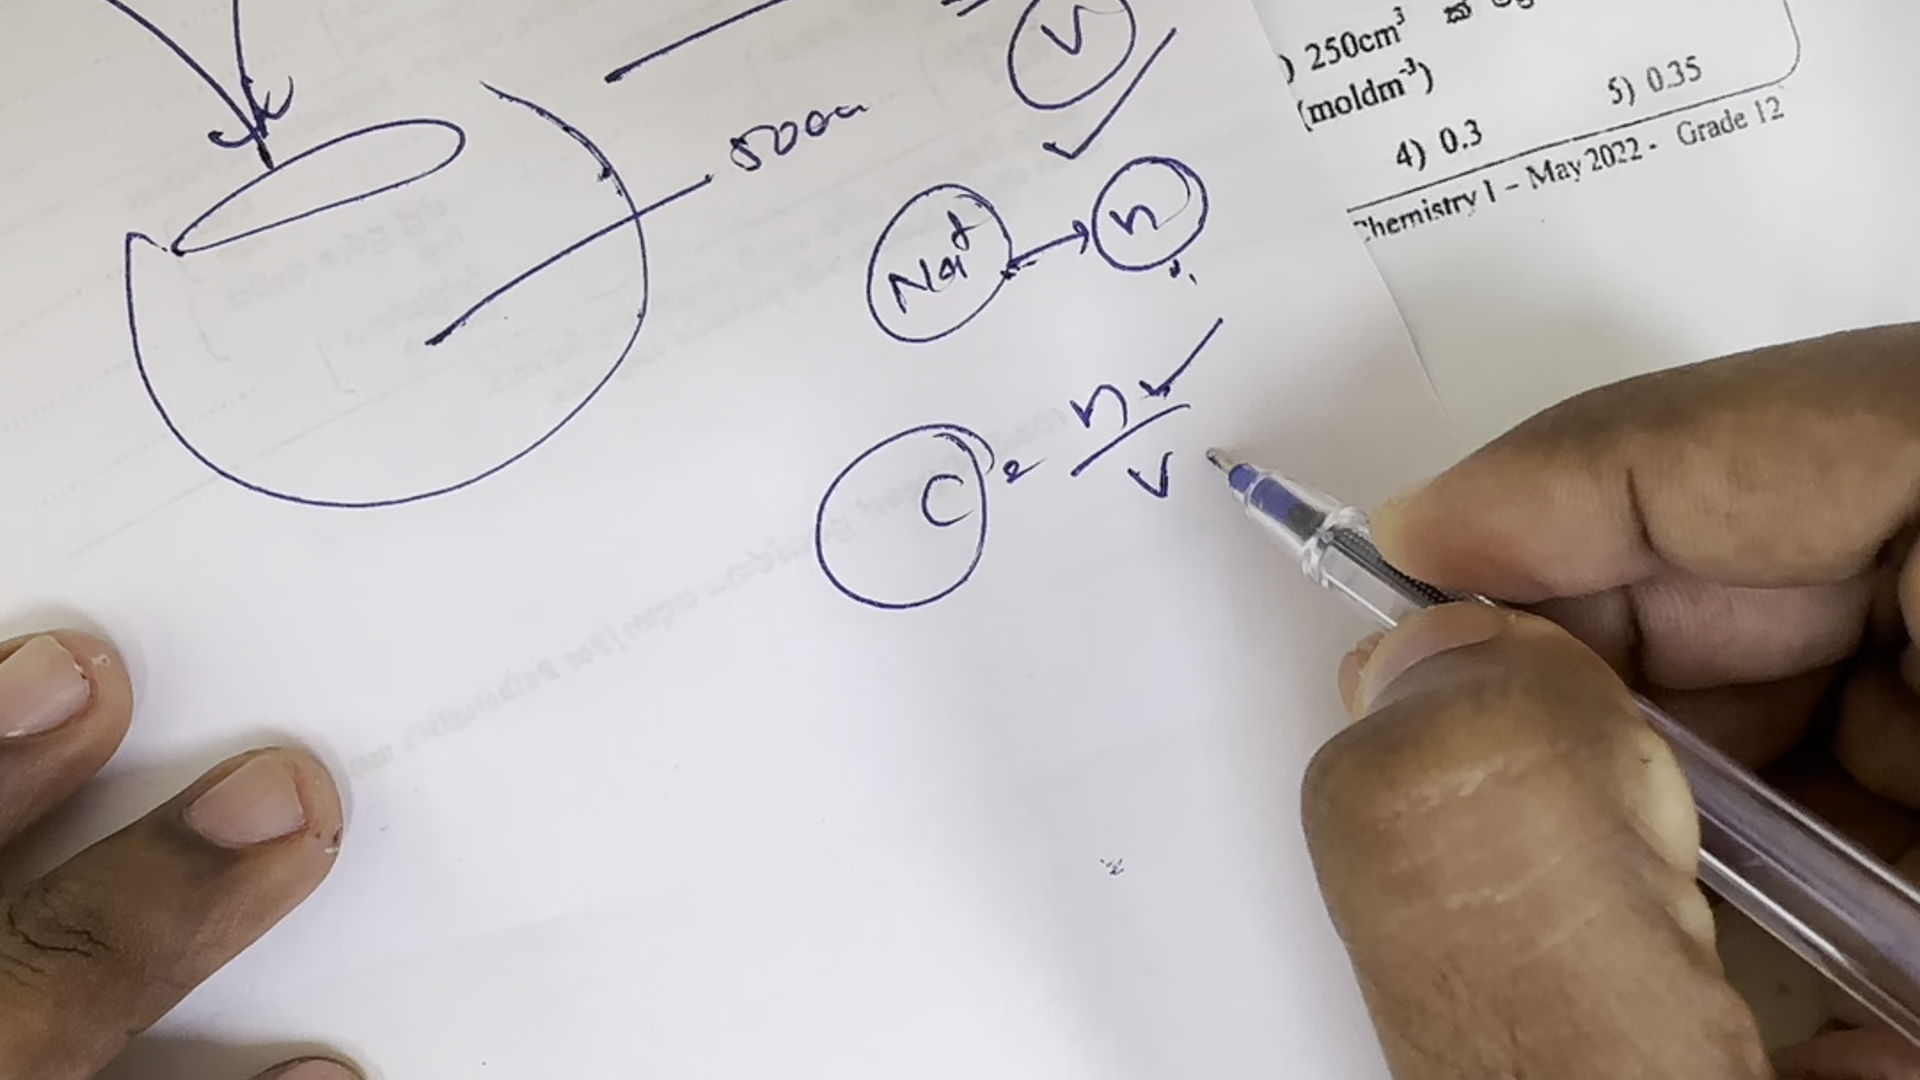 ) 250cm³ ක
(moldm⁻³)
4) 0.3 5) 0.35
Chemistry I – May 2022 - Grade 12
V
500
Na⁺ → n
C = n
V